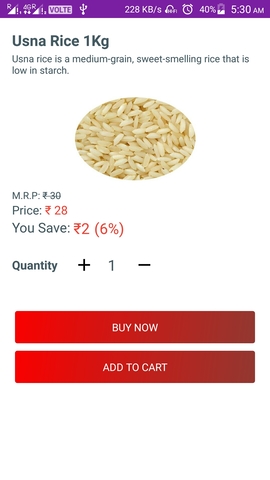 R 4G R VOLTE 228 KB/s 40% 5:30 AM
Usna Rice 1Kg
Usna rice is a medium-grain, sweet-smelling rice that is
low in starch.
M.R.P: ₹ 30
Price: ₹ 28
You Save: ₹2 (6%)
Quantity + 1 −
BUY NOW
ADD TO CART